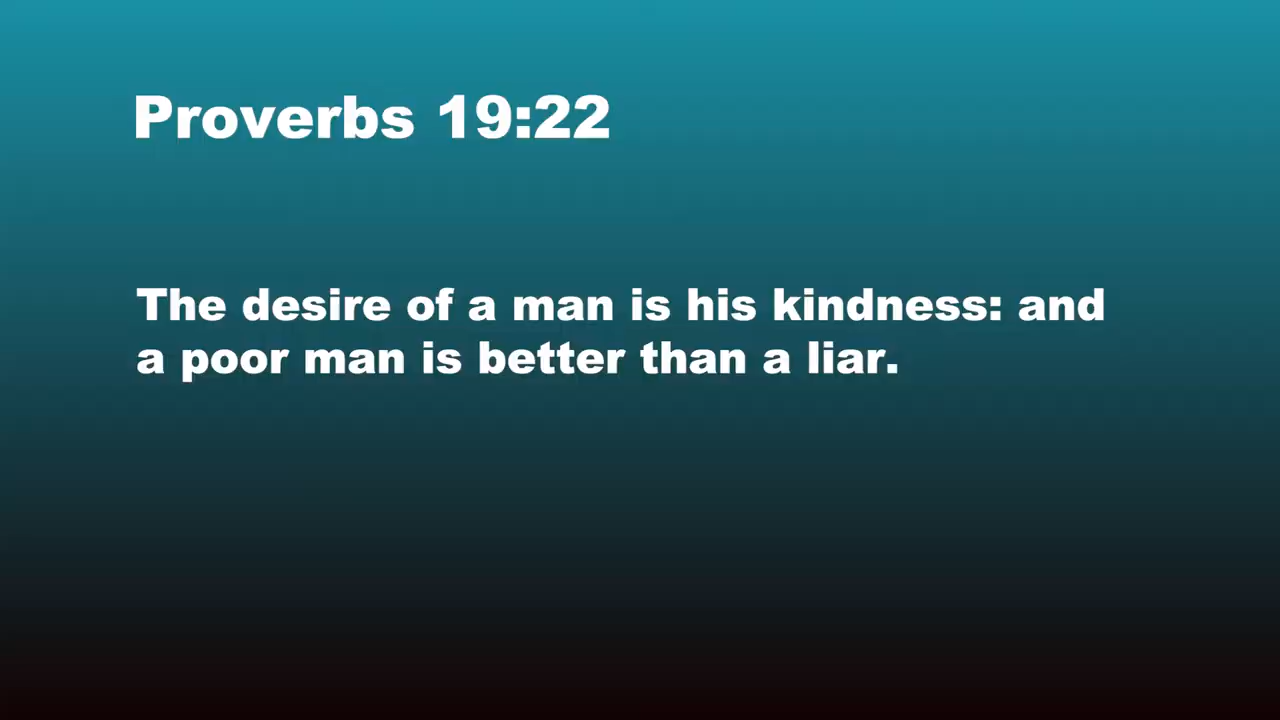 Proverbs 19:22
The desire of a man is his kindness: and
a poor man is better than a liar.